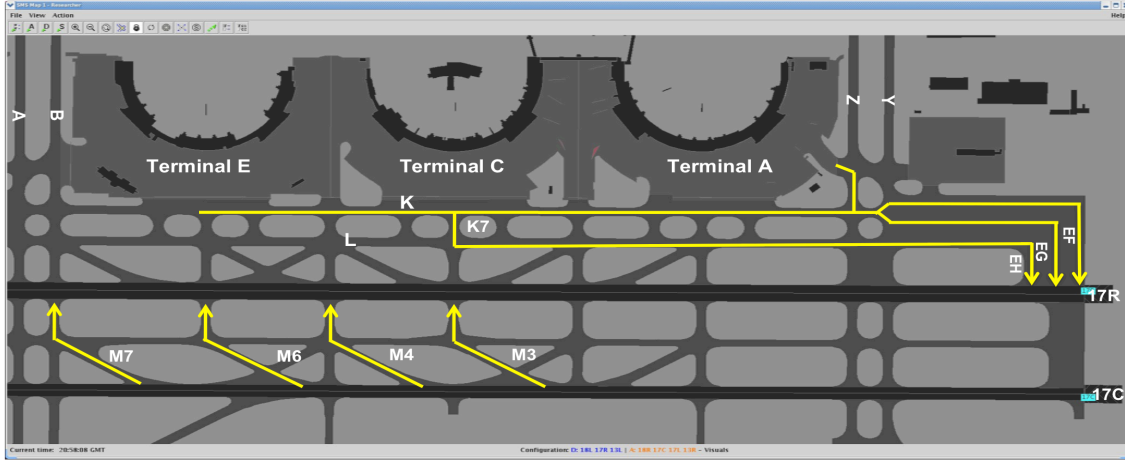 SMS Map 1 - Researcher
File View Action
Help
A D S
A B Z Y
Terminal E Terminal C Terminal A
K
K7
L
EF
EG
EH
17R
M7 M6 M4 M3
17C
Current time: 20:58:08 GMT Configuration: D: 18L 17R 13L | A: 18R 17C 17L 13R - Visuals